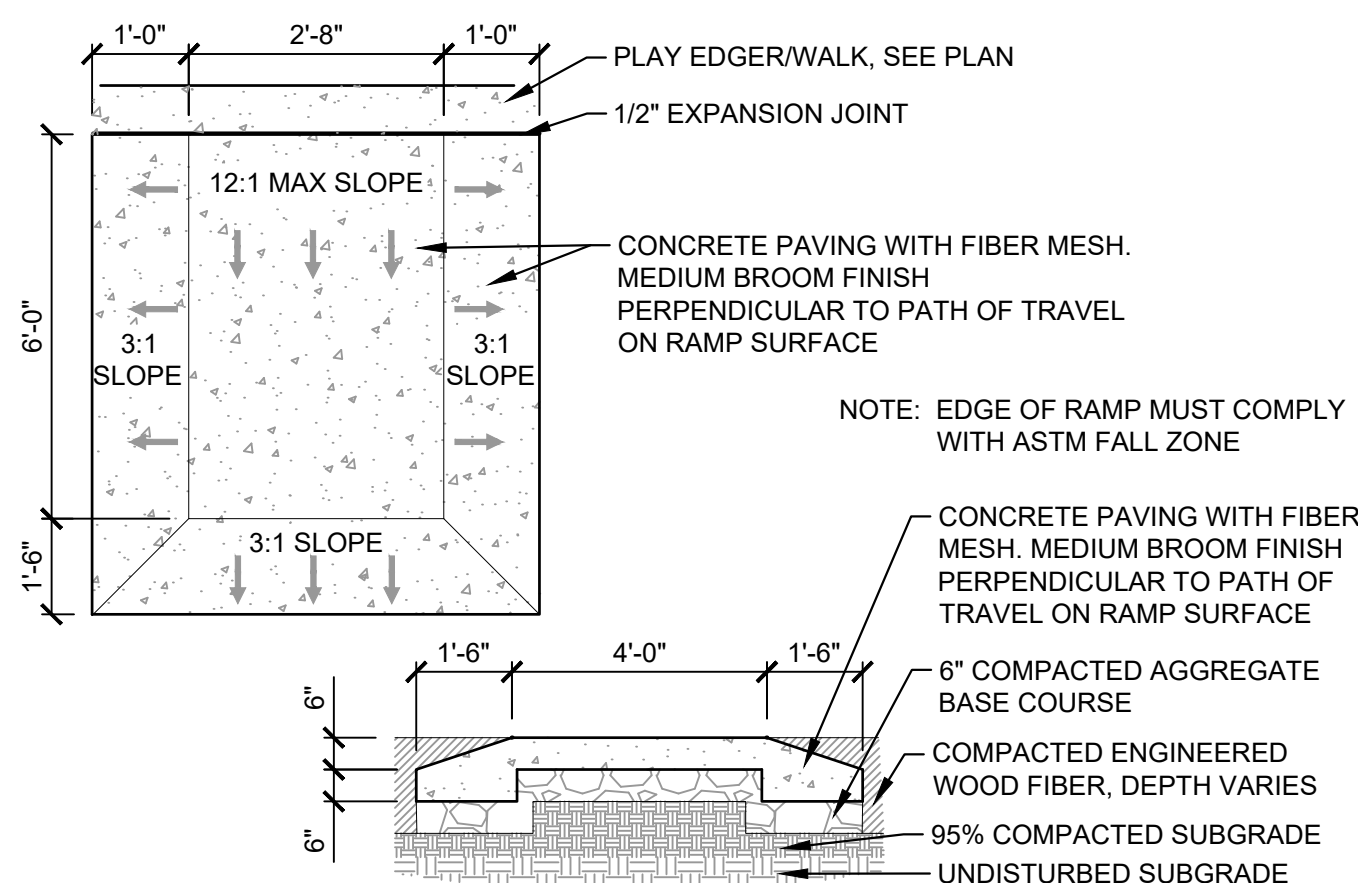 1'-0"
2'-8"
1'-0"
PLAY EDGER/WALK, SEE PLAN
1/2" EXPANSION JOINT
12:1 MAX SLOPE
CONCRETE PAVING WITH FIBER MESH.
MEDIUM BROOM FINISH
PERPENDICULAR TO PATH OF TRAVEL
ON RAMP SURFACE
6'-0"
3:1
SLOPE
3:1
SLOPE
NOTE: EDGE OF RAMP MUST COMPLY
WITH ASTM FALL ZONE
1'-6"
3:1 SLOPE
CONCRETE PAVING WITH FIBER
MESH. MEDIUM BROOM FINISH
PERPENDICULAR TO PATH OF
TRAVEL ON RAMP SURFACE
1'-6"
4'-0"
1'-6"
6"
6"
6" COMPACTED AGGREGATE
BASE COURSE
COMPACTED ENGINEERED
WOOD FIBER, DEPTH VARIES
95% COMPACTED SUBGRADE
UNDISTURBED SUBGRADE